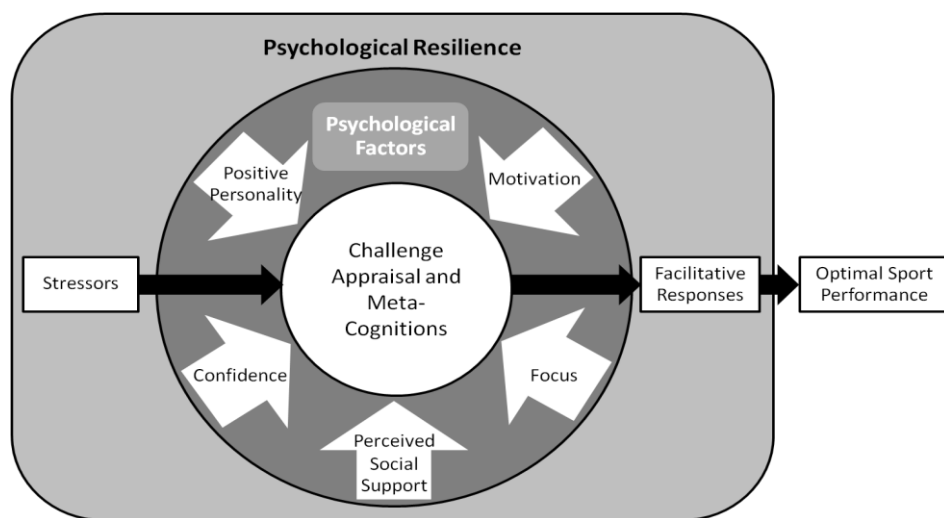 Psychological Resilience
Psychological
Factors
Positive
Personality
Motivation
Stressors
Challenge
Appraisal and
Meta-
Cognitions
Facilitative
Responses
Optimal Sport
Performance
Confidence
Focus
Perceived
Social
Support